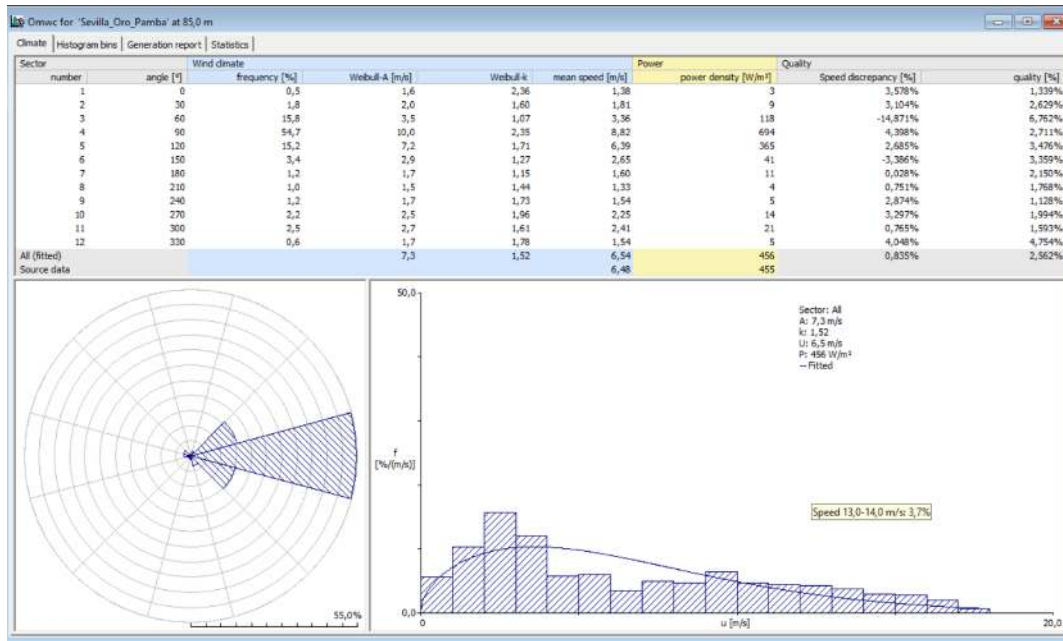 Omwc for 'Sevilla_Oro_Pamba' at 85,0 m
Climate Histogram bins Generation report Statistics
Sector Wind climate Power Quality
number angle [°] frequency [%] Weibull-A [m/s] Weibull-k mean speed [m/s] power density [W/m²] Speed discrepancy [%] quality [%]
1 0 0,5 1,6 2,36 1,38 3 3,578% 1,339%
2 30 1,8 2,0 1,60 1,81 9 3,104% 2,629%
3 60 15,8 3,5 1,07 3,36 118 -14,871% 6,762%
4 90 54,7 10,0 2,35 8,82 694 4,398% 2,711%
5 120 15,2 7,2 1,71 6,39 365 2,685% 3,476%
6 150 3,4 2,9 1,27 2,65 41 -3,386% 3,359%
7 180 1,2 1,7 1,15 1,60 11 0,028% 2,150%
8 210 1,0 1,5 1,44 1,33 4 0,751% 1,768%
9 240 1,2 1,7 1,73 1,54 5 2,874% 1,128%
10 270 2,2 2,5 1,96 2,25 14 3,297% 1,994%
11 300 2,5 2,7 1,61 2,41 21 0,765% 1,593%
12 330 0,6 1,7 1,78 1,54 5 4,048% 4,754%
All (fitted) 7,3 1,52 6,54 456 0,835% 2,562%
Source data 6,48 455
50,0
Sector: All
A: 7,3 m/s
k: 1,52
U: 6,5 m/s
P: 456 W/m²
— Fitted
f
[%/(m/s)]
Speed 13,0-14,0 m/s: 3,7%
55,0%
0,0
0 u [m/s] 20,0